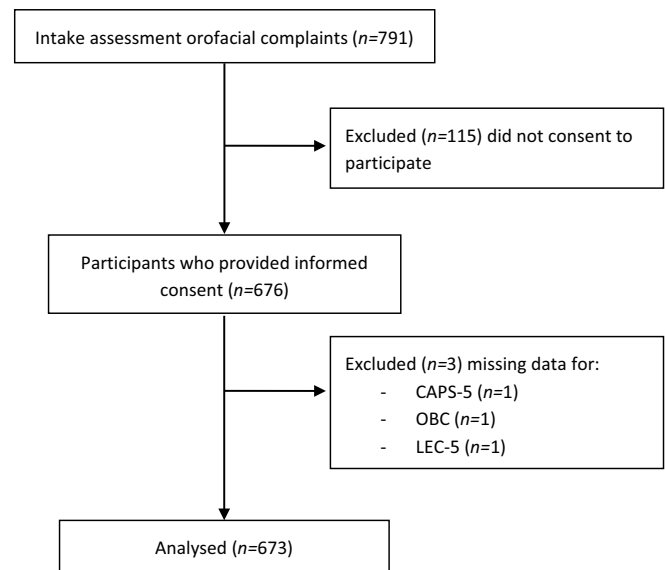 Intake assessment orofacial complaints (n=791)
Excluded (n=115) did not consent to
participate
Participants who provided informed
consent (n=676)
Excluded (n=3) missing data for:
- CAPS-5 (n=1)
- OBC (n=1)
- LEC-5 (n=1)
Analysed (n=673)